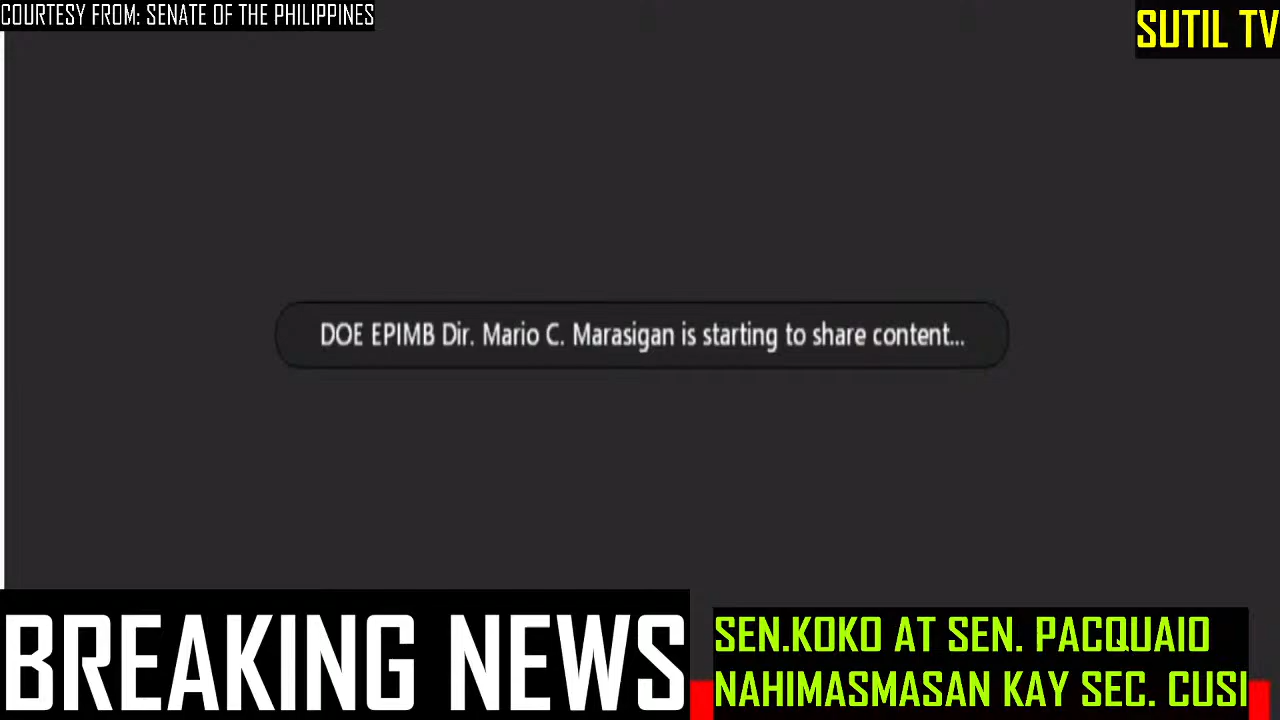 COURTESY FROM: SENATE OF THE PHILIPPINES
SUTIL TV
DOE EPIMB Dir. Mario C. Marasigan is starting to share content...
BREAKING NEWS
SEN.KOKO AT SEN. PACQUAIO
NAHIMASMASAN KAY SEC. CUSI